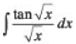 ∫ tan√x / √x dx